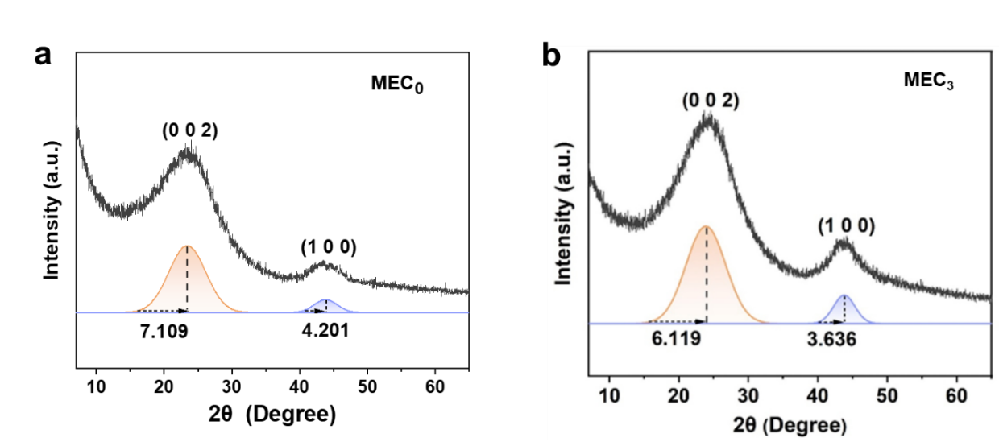 a
MEC0
(0 0 2)
(1 0 0)
Intensity (a.u.)
7.109
4.201
10 20 30 40 50 60
2θ (Degree)
b
MEC3
(0 0 2)
(1 0 0)
Intensity (a.u.)
6.119
3.636
10 20 30 40 50 60
2θ (Degree)